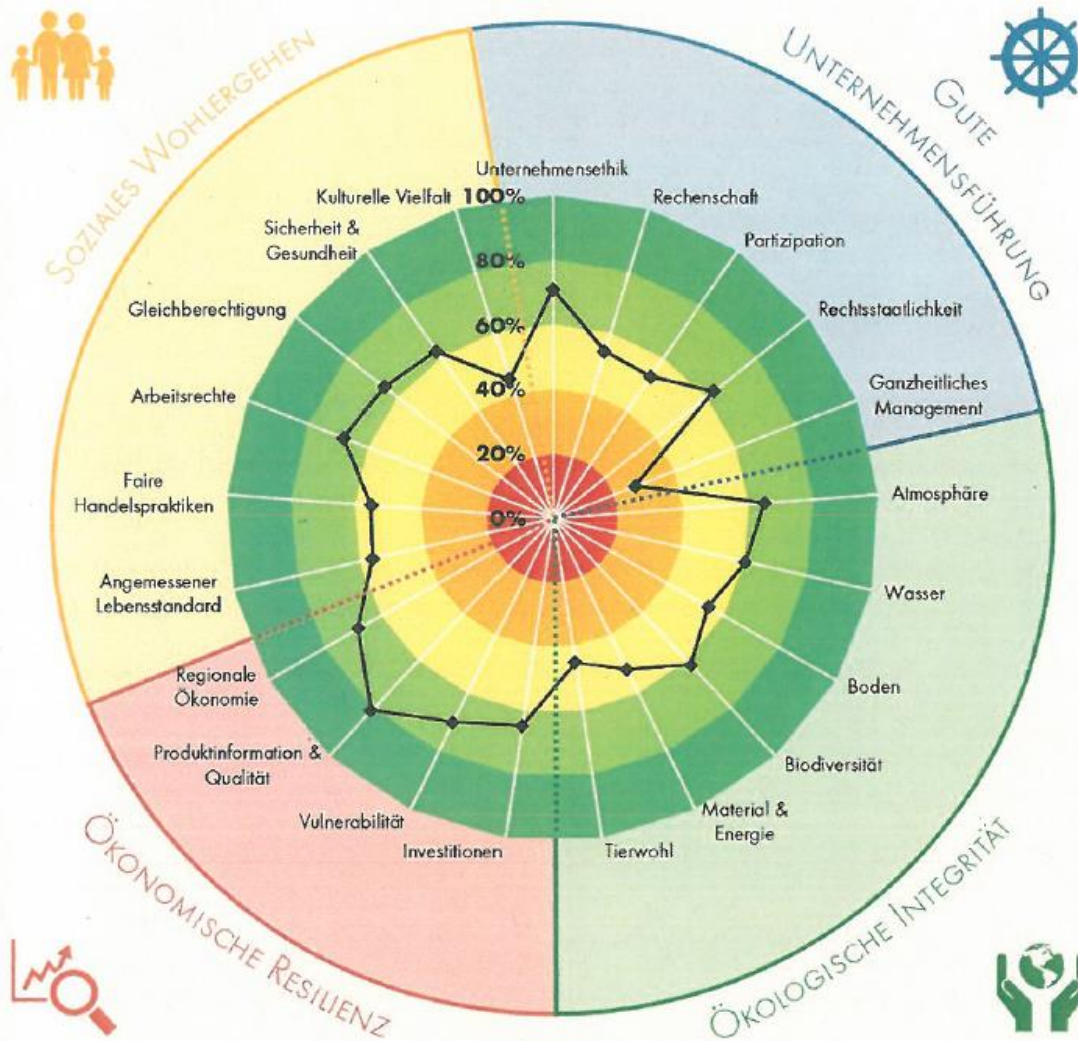 SOZIALES WOHLERGEHEN
GUTE
UNTERNEHMENSFÜHRUNG
Unternehmensethik
Kulturelle Vielfalt
100%
Rechenschaft
Sicherheit &
Gesundheit
Partizipation
80%
Gleichberechtigung
Rechtsstaatlichkeit
60%
Arbeitsrechte
Ganzheitliches
Management
40%
20%
Faire
Handelspraktiken
0%
Atmosphäre
Angemessener
Lebensstandard
Wasser
Regionale
Ökonomie
Boden
Produktinformation &
Qualität
Biodiversität
Vulnerabilität
Material &
Energie
Investitionen
Tierwohl
ÖKONOMISCHE RESILIENZ
ÖKOLOGISCHE INTEGRITÄT